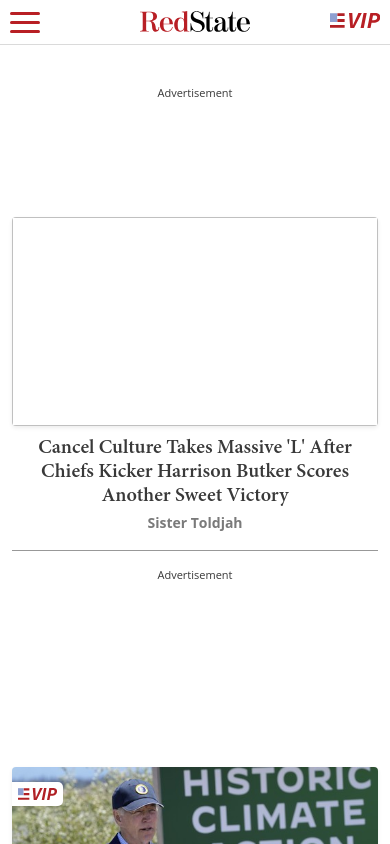 RedState
VIP
Advertisement
Cancel Culture Takes Massive 'L' After
Chiefs Kicker Harrison Butker Scores
Another Sweet Victory
Sister Toldjah
Advertisement
VIP
HISTORIC
CLIMATE
ACTION